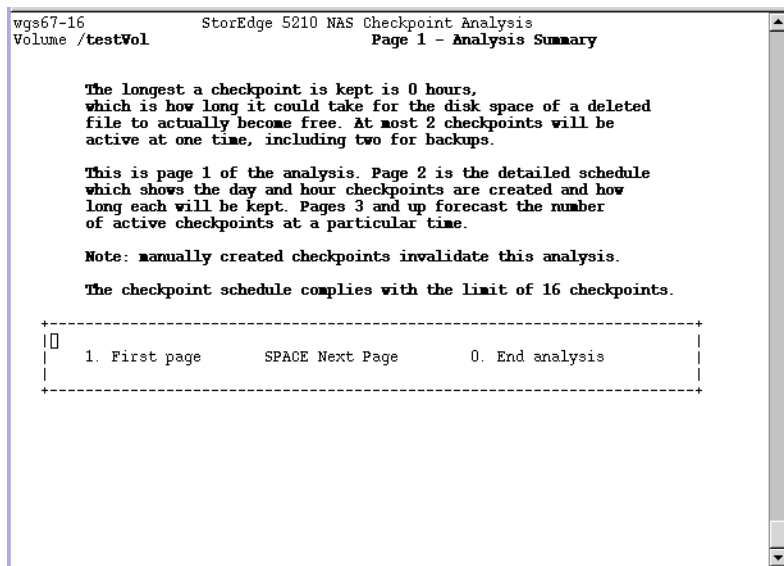 wgs67-16 StorEdge 5210 NAS Checkpoint Analysis
Volume /testVol Page 1 - Analysis Summary
The longest a checkpoint is kept is 0 hours,
which is how long it could take for the disk space of a deleted
file to actually become free. At most 2 checkpoints will be
active at one time, including two for backups.
This is page 1 of the analysis. Page 2 is the detailed schedule
which shows the day and hour checkpoints are created and how
long each will be kept. Pages 3 and up forecast the number
of active checkpoints at a particular time.
Note: manually created checkpoints invalidate this analysis.
The checkpoint schedule complies with the limit of 16 checkpoints.
1. First page SPACE Next Page 0. End analysis